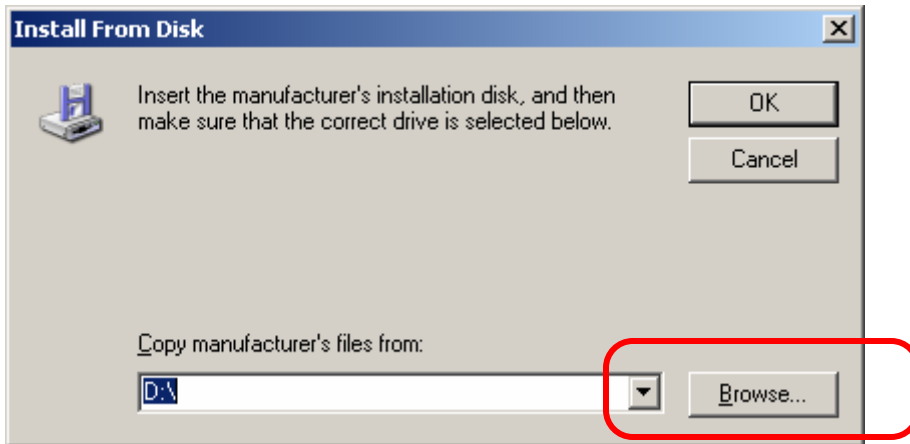 Install From Disk
Insert the manufacturer's installation disk, and then
make sure that the correct drive is selected below.
OK
Cancel
Copy manufacturer's files from:
D:\
Browse...